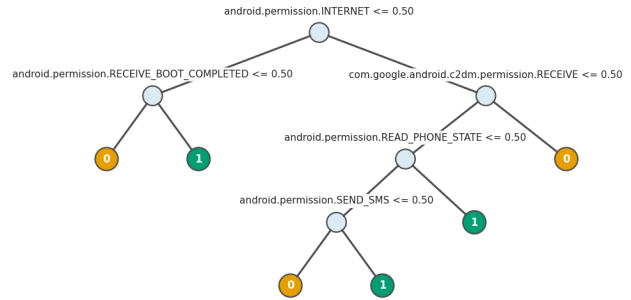 android.permission.INTERNET <= 0.50
android.permission.RECEIVE_BOOT_COMPLETED <= 0.50
com.google.android.c2dm.permission.RECEIVE <= 0.50
android.permission.READ_PHONE_STATE <= 0.50
0
1
0
android.permission.SEND_SMS <= 0.50
1
0
1